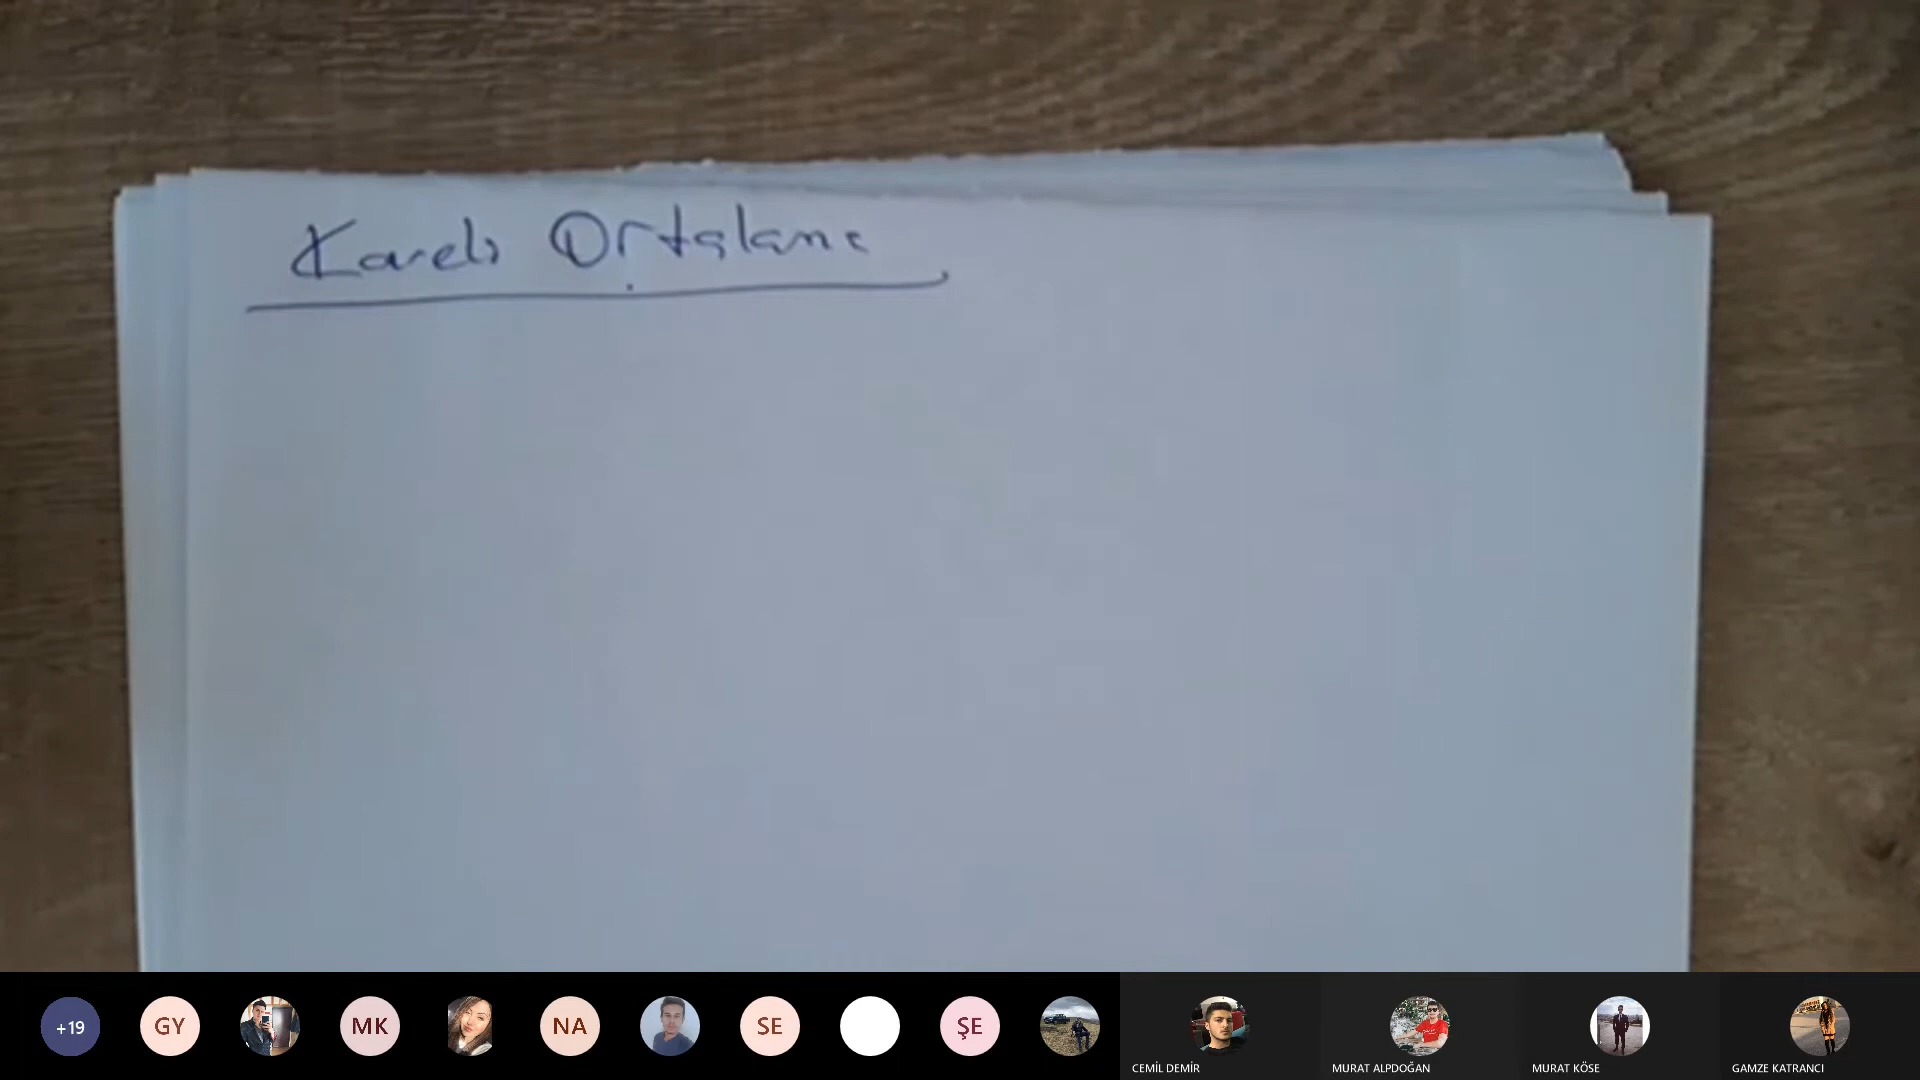 Kareli Ortalama
+19
GY
MK
NA
SE
ŞE
CEMİL DEMİR
MURAT ALPDOĞAN
MURAT KÖSE
GAMZE KATRANCI